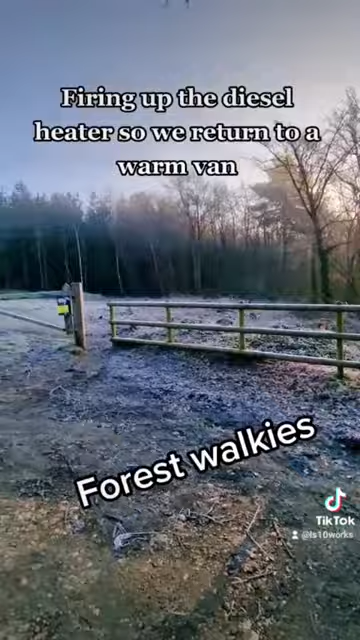 Firing up the diesel
heater so we return to a
warm van
Forest walkies
TikTok
@ls10works